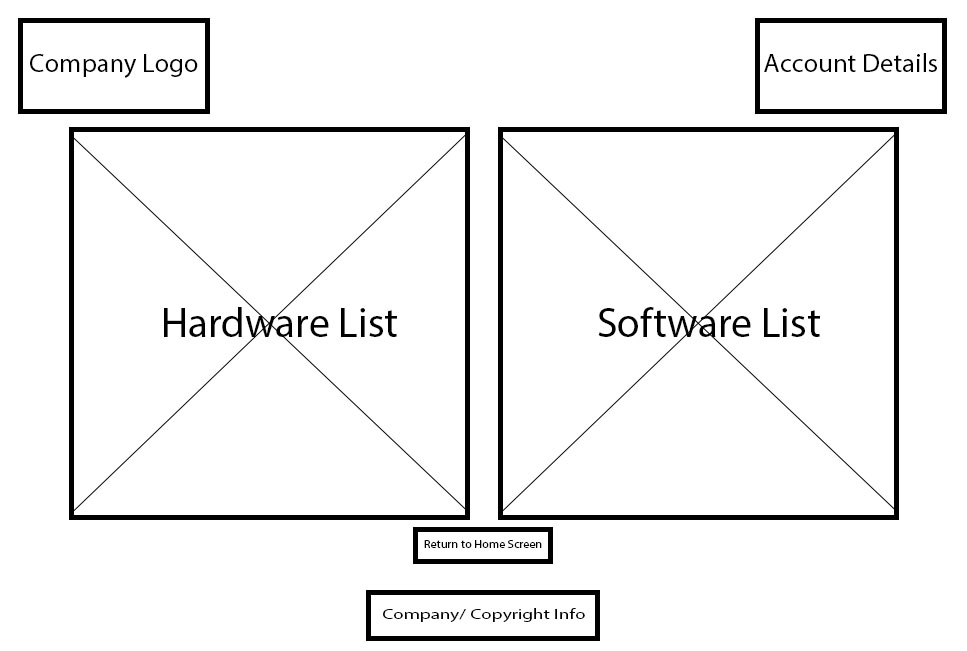 Company Logo
Account Details
Hardware List
Software List
Return to Home Screen
Company/ Copyright Info